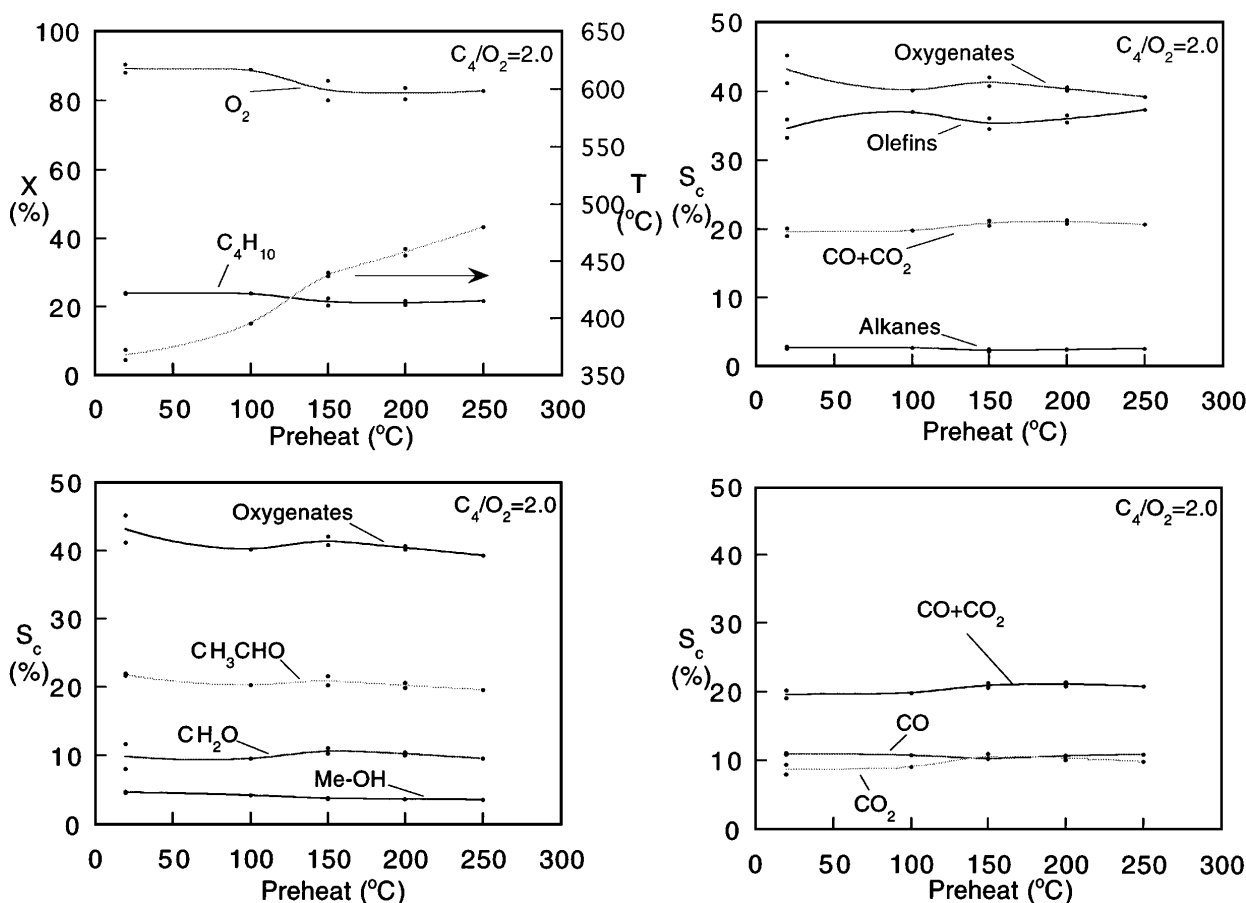 100
80
60
40
20
0
X
(%)
650
600
550
500
450
400
350
T
(°C)
C₄/O₂=2.0
O₂
C₄H₁₀
0 50 100 150 200 250 300
Preheat (°C)
50
40
30
20
10
0
S꜀
(%)
C₄/O₂=2.0
Oxygenates
Olefins
CO+CO₂
Alkanes
0 50 100 150 200 250 300
Preheat (°C)
50
40
30
20
10
0
S꜀
(%)
C₄/O₂=2.0
Oxygenates
CH₃CHO
CH₂O
Me-OH
0 50 100 150 200 250 300
Preheat (°C)
50
40
30
20
10
0
S꜀
(%)
C₄/O₂=2.0
CO+CO₂
CO
CO₂
0 50 100 150 200 250 300
Preheat (°C)